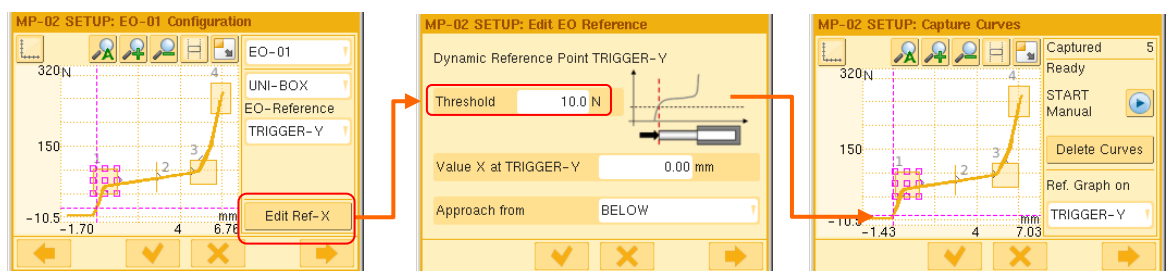 MP-02 SETUP: EO-01 Configuration
EO-01
320 N
4
UNI-BOX
EO-Reference
TRIGGER-Y
150
3
1
2
-10.5
mm
-1.70
4
6.76
Edit Ref-X
MP-02 SETUP: Edit EO Reference
Dynamic Reference Point TRIGGER-Y
Threshold 10.0 N
Value X at TRIGGER-Y 0.00 mm
Approach from BELOW
MP-02 SETUP: Capture Curves
Captured 5
Ready
320 N
4
START
Manual
150
3
Delete Curves
1
2
Ref. Graph on
TRIGGER-Y
-10.5
mm
-1.43
4
7.03